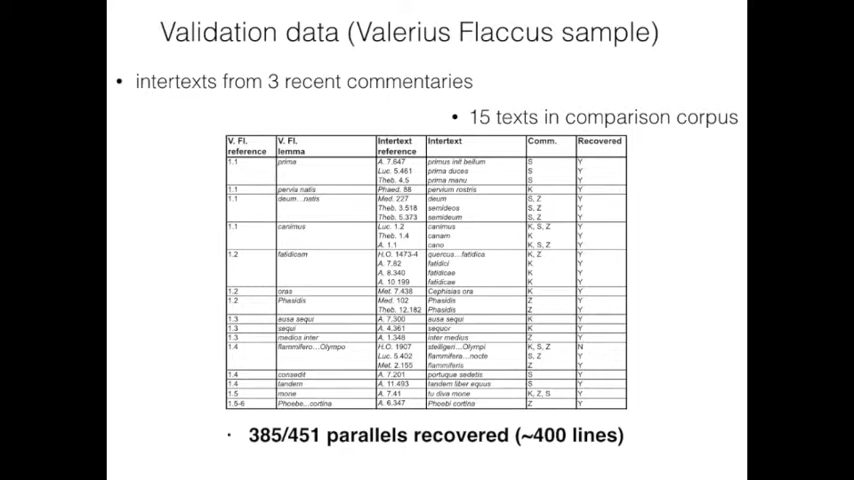 Validation data (Valerius Flaccus sample)
• intertexts from 3 recent commentaries
• 15 texts in comparison corpus
V. Fl. reference V. Fl. lemma Intertext reference Intertext Comm. Recovered
1.1 prima A. 7.647 primus init bellum S Y
Luc. 5.461 prima duces S Y
Theb. 4.5 prima manu S Y
1.1 pervia natis Phaed. 88 pervium rostris K Y
1.1 deum...natis Med. 227 deum S, Z Y
Theb. 3.518 semideos S, Z Y
Theb. 5.373 semideum S, Z Y
1.1 canimus Luc. 1.2 canimus K, S, Z Y
Theb. 1.4 canam K Y
A. 1.1 cano K, S, Z Y
1.2 fatidicam H.O. 1473-4 quercus...fatidica K, Z Y
A. 7.82 fatidici K Y
A. 8.340 fatidicae K Y
A. 10.199 fatidicae K Y
1.2 oras Met. 7.438 Cephisias ora K Y
1.2 Phasidis Med. 102 Phasidis Z Y
Theb. 12.182 Phasidis Z Y
1.3 ausa sequi A. 7.300 ausa sequi K Y
1.3 sequi A. 4.361 sequor K Y
1.3 medios inter A. 1.348 inter medius Z Y
1.4 flammifero...Olympo H.O. 1907 stelligeri...Olympi K, S, Z N
Luc. 5.402 flammifera...nocte S, Z Y
Met. 2.155 flammiferis Z Y
1.4 consedit A. 7.201 portuque sedetis S Y
1.4 tandem A. 11.493 tandem liber equus S Y
1.5 mone A. 7.41 tu diva mone K, Z, S Y
1.5-6 Phoebe...cortina A. 6.347 Phoebi cortina Z Y
· 385/451 parallels recovered (~400 lines)